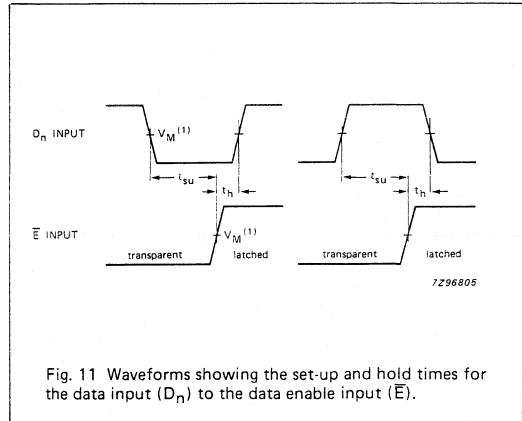 Dn INPUT
VM(1)
tsu
th
tsu
th
E̅ INPUT
VM(1)
transparent
latched
transparent
latched
7Z96805
Fig. 11 Waveforms showing the set-up and hold times for
the data input (Dn) to the data enable input (E̅).